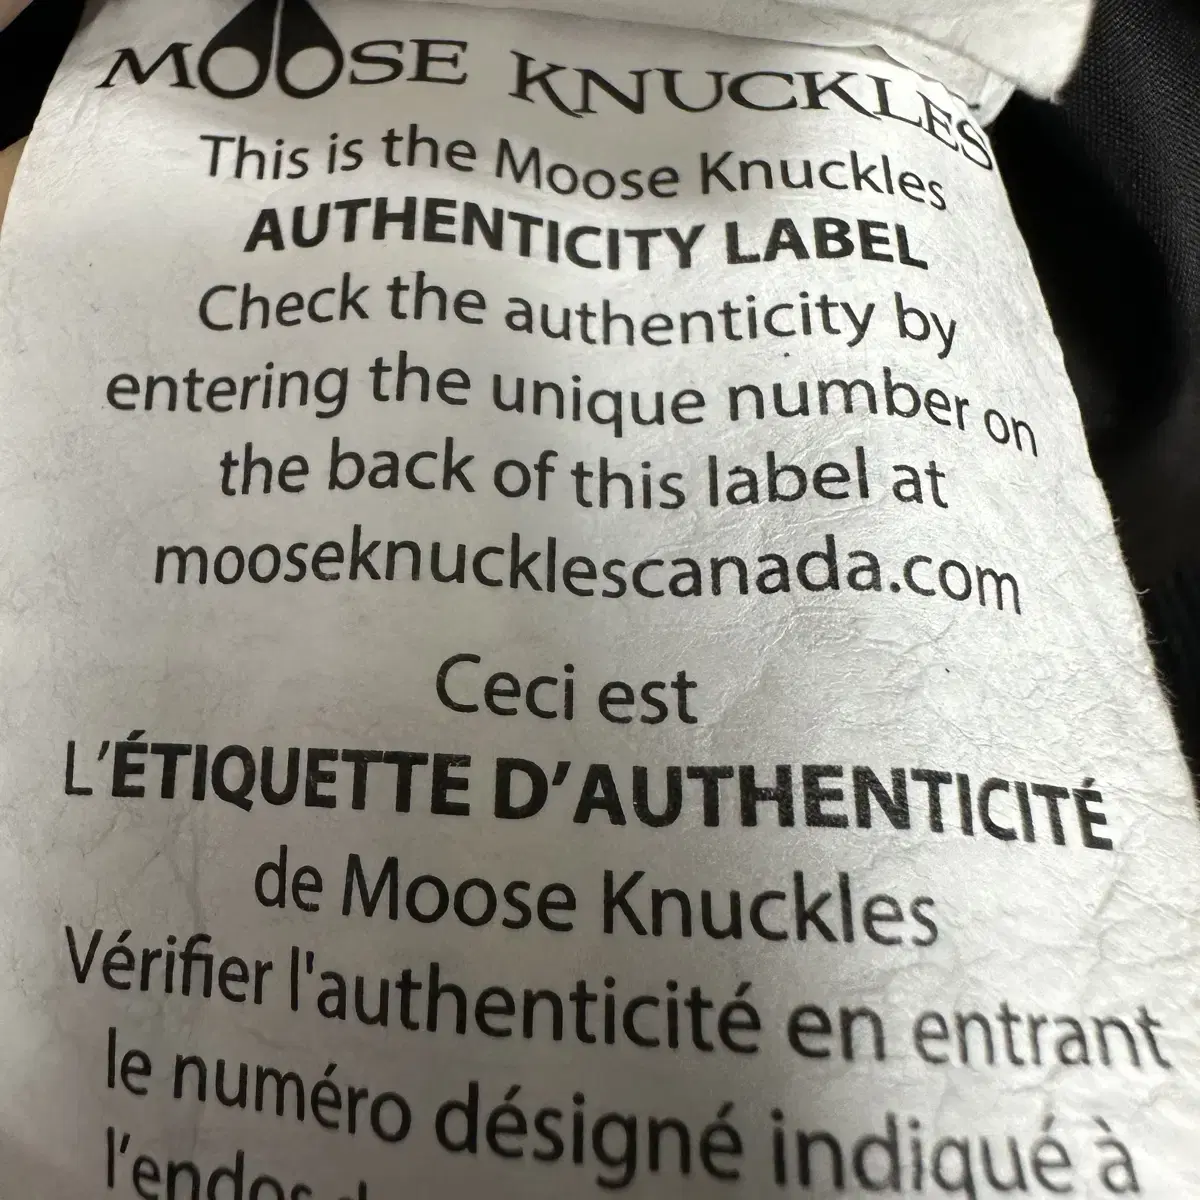 MOOSE KNUCKLES
This is the Moose Knuckles
AUTHENTICITY LABEL
Check the authenticity by
entering the unique number on
the back of this label at
mooseknucklescanada.com
Ceci est
L'ÉTIQUETTE D'AUTHENTICITÉ
de Moose Knuckles
Vérifier l'authenticité en entrant
le numéro désigné indiqué à
l'endos